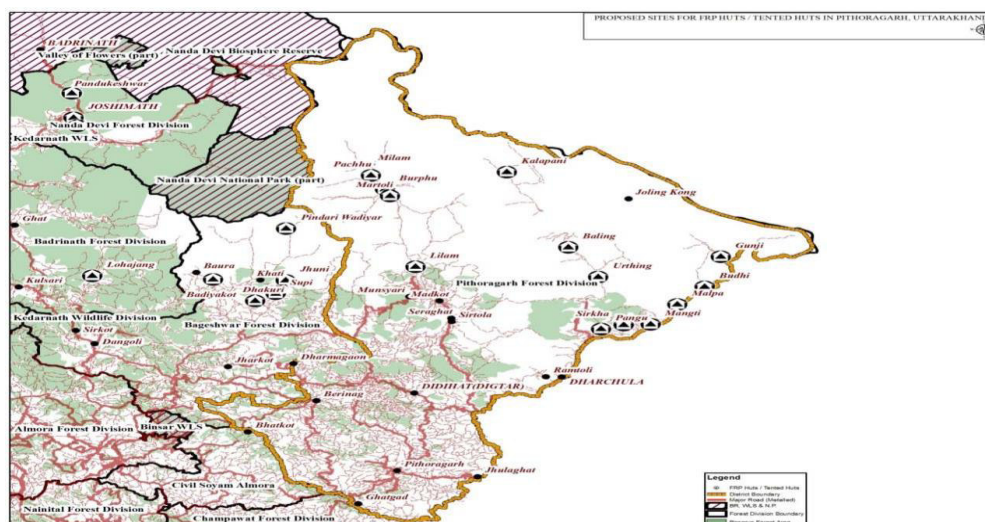 PROPOSED SITES FOR FRP HUTS / TENTED HUTS IN PITHORAGARH, UTTARAKHAND
BADRINATH
Nanda Devi Biosphere Reserve
Valley of Flowers (part)
Pandukeshwar
JOSHIMATH
Nanda Devi Forest Division
Kedarnath WLS
Nanda Devi National Park (part)
Milam
Pachhu
Burphu
Martoli
Kalapani
Joling Kong
Ghat
Pindari Wadiyar
Badrinath Forest Division
Baling
Gunji
Lohajang
Baura
Khati
Jhuni
Lilam
Urthing
Budhi
Kulsari
Badiyakot
Dhakuri
Supi
Munsyari
Madkot
Pithoragarh Forest Division
Malpa
Kedarnath Wildlife Division
Bageshwar Forest Division
Seraghat
Sirtola
Sirkha
Pangu
Mangti
Sirkot
Dangoli
Jharkot
Dharmagaon
Ramtoli
DHARCHULA
DIDIHAT(DIGTAR)
Berinag
Almora Forest Division
Binsar WLS
Bhatkot
Pithoragarh
Jhulaghat
Civil Soyam Almora
Ghatgad
Nainital Forest Division
Champawat Forest Division
Legend
FRP Huts / Tented Huts
District Boundary
Major Road (Metalled)
BR, WLS & N.P.
Forest Division Boundary